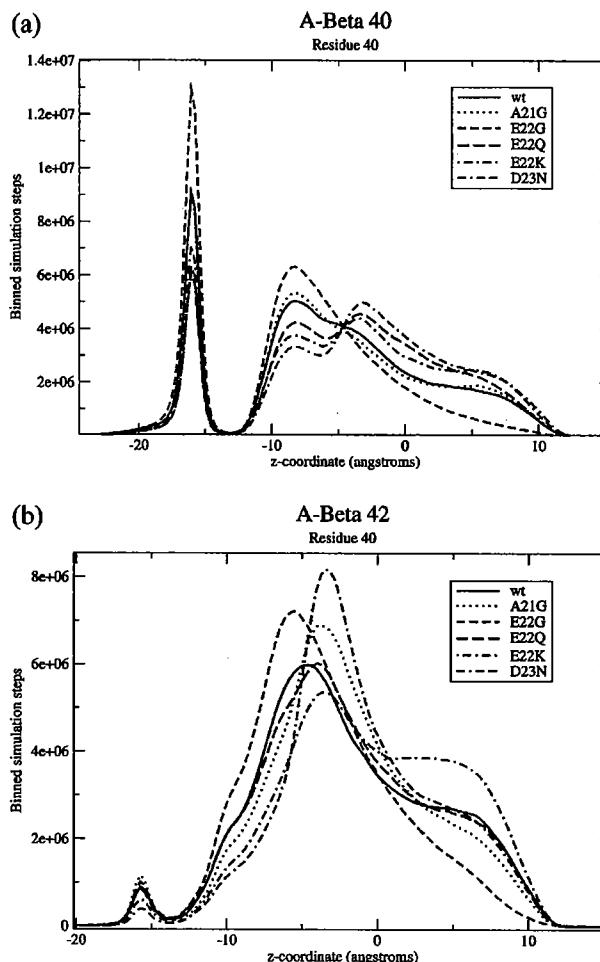 (a)
A-Beta 40
Residue 40
Binned simulation steps
1.4e+07
1.2e+07
1e+07
8e+06
6e+06
4e+06
2e+06
wt
A21G
E22G
E22Q
E22K
D23N
-20
-10
0
10
z-coordinate (angstroms)
(b)
A-Beta 42
Residue 40
Binned simulation steps
8e+06
6e+06
4e+06
2e+06
0
wt
A21G
E22G
E22Q
E22K
D23N
-20
-15
-10
-5
0
5
10
z-coordinate (angstroms)